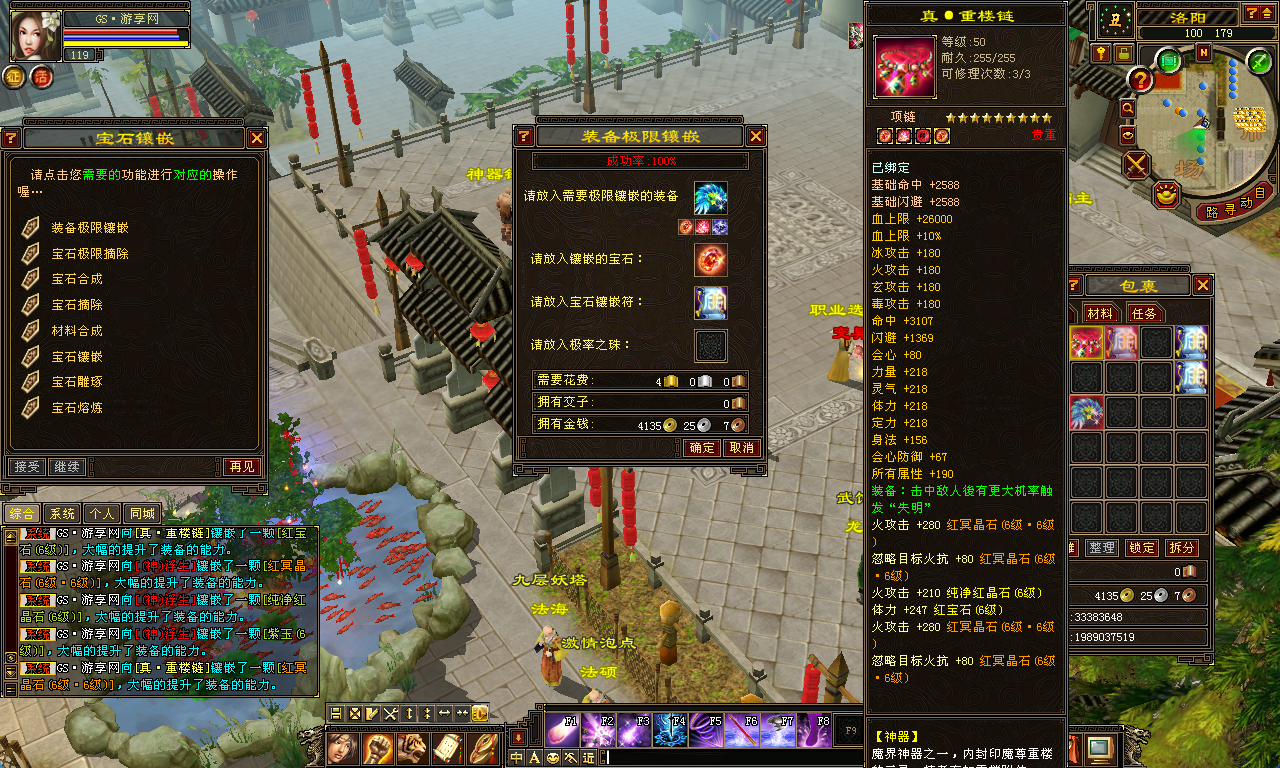 GS·游享网
119
征
活
宝石镶嵌
请点击您需要的功能进行对应的操作
喔…
装备极限镶嵌
宝石极限摘除
宝石合成
宝石摘除
材料合成
宝石镶嵌
宝石雕琢
宝石熔炼
接受
继续
再见
综合
系统
个人
同城
GS·游享网向[真·重楼链]镶嵌了一颗[红宝
石(6级)]，大幅的提升了装备的能力。
GS·游享网向[(神)浮生]镶嵌了一颗[红冥晶
石(6级·6级)]，大幅的提升了装备的能力。
GS·游享网向[(神)浮生]镶嵌了一颗[纯净红
晶石(6级)]，大幅的提升了装备的能力。
GS·游享网向[(神)浮生]镶嵌了一颗[紫玉(6
级)]，大幅的提升了装备的能力。
GS·游享网向[真·重楼链]镶嵌了一颗[红冥
晶石(6级·6级)]，大幅的提升了装备的能力。
装备极限镶嵌
成功率:100%
请放入需要极限镶嵌的装备
请放入镶嵌的宝石：
请放入宝石镶嵌符：
请放入极率之珠：
需要花费:
4 0 0
拥有交子:
0
拥有金钱:
4135 25 7
确定
取消
九层妖塔
法海
激情泡点
法硕
F1 F2 F3 F4 F5 F6 F7 F8 F9
中 A
近
真●重楼链
等级:50
耐久:255/255
可修理次数:3/3
项链
贵重
已绑定
基础命中 +2588
基础闪避 +2588
血上限 +26000
血上限 +10%
冰攻击 +180
火攻击 +180
玄攻击 +180
毒攻击 +180
命中 +3107
闪避 +1369
会心 +80
力量 +218
灵气 +218
体力 +218
定力 +218
身法 +156
会心防御 +67
所有属性 +190
装备：击中敌人後有更大机率触
发“失明”
火攻击 +280 红冥晶石(6级·6级
)
忽略目标火抗 +80 红冥晶石(6级
·6级)
火攻击 +210 纯净红晶石(6级)
体力 +247 红宝石(6级)
火攻击 +280 红冥晶石(6级·6级
)
忽略目标火抗 +80 红冥晶石(6级
·6级)
【神器】
魔界神器之一，内封印魔尊重楼
丑
洛阳
100 179
N
场
自动寻路
包裹
材料
任务
整理
锁定
拆分
0
4135 25 7
:33383648
:1989037519